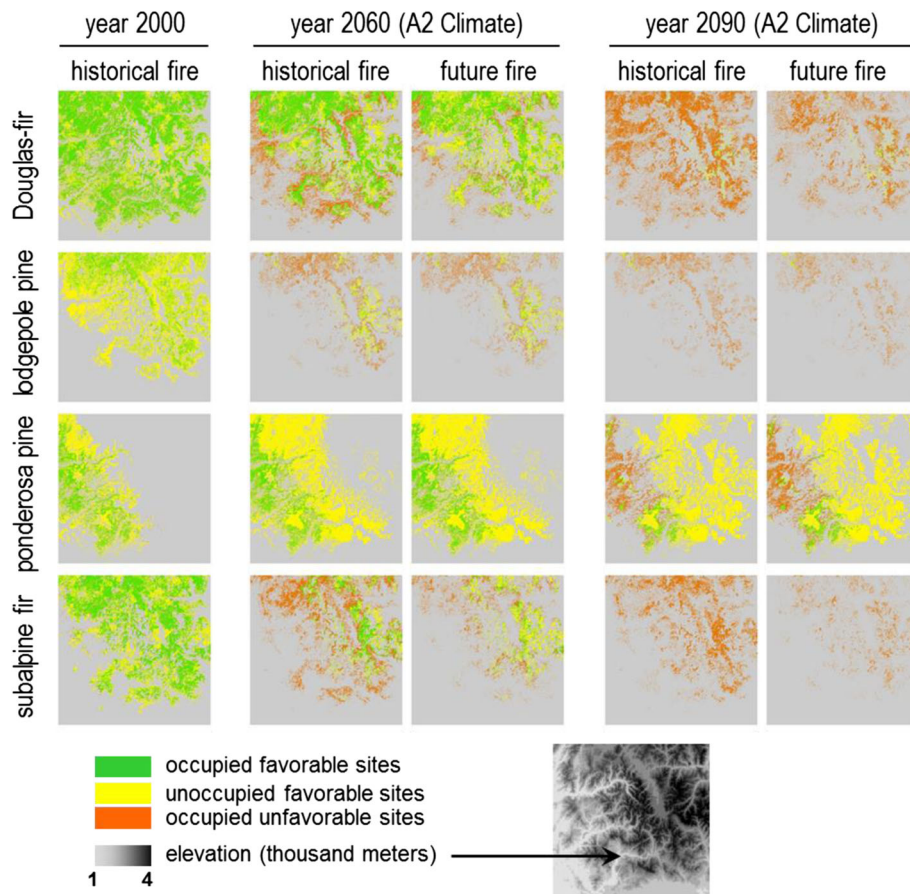 year 2000 year 2060 (A2 Climate) year 2090 (A2 Climate)
historical fire historical fire future fire historical fire future fire
Douglas-fir
lodgepole pine
ponderosa pine
subalpine fir
occupied favorable sites
unoccupied favorable sites
occupied unfavorable sites
elevation (thousand meters)
1 4